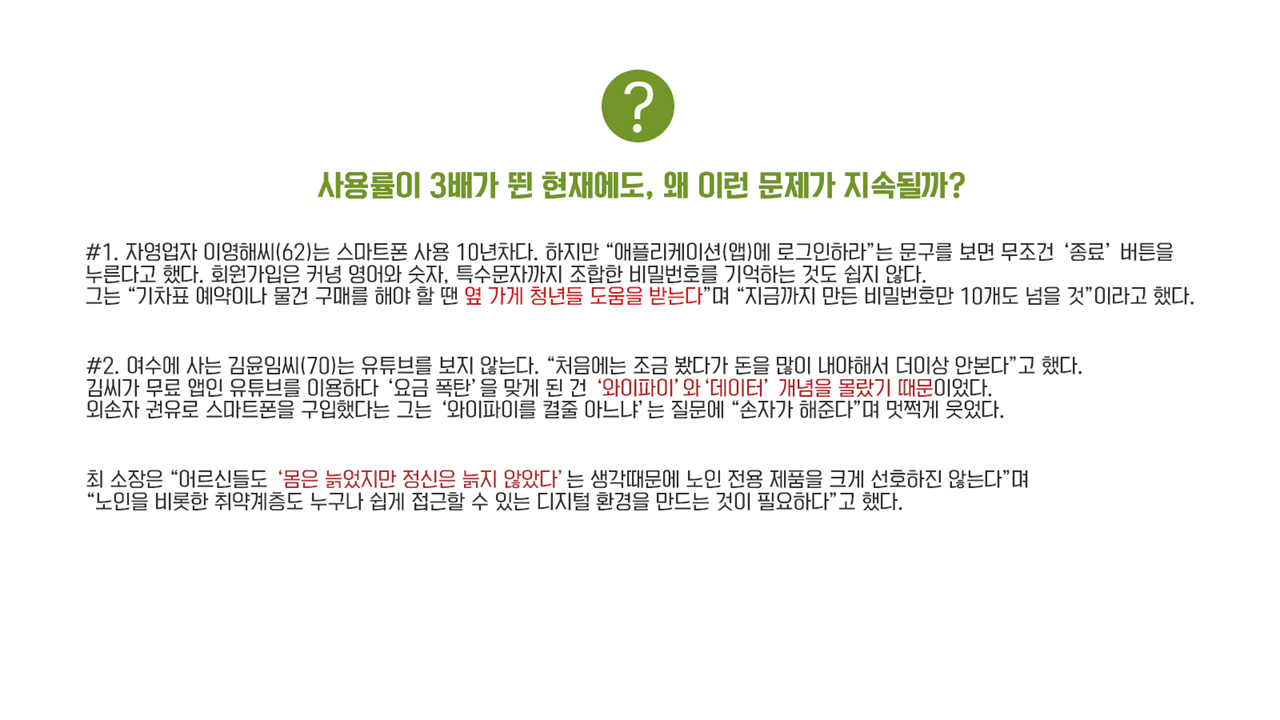 ?
사용률이 3배가 뛴 현재에도, 왜 이런 문제가 지속될까?
#1. 자영업자 이영해씨(62)는 스마트폰 사용 10년차다. 하지만 “애플리케이션(앱)에 로그인하라”는 문구를 보면 무조건 ‘종료’ 버튼을
누른다고 했다. 회원가입은 커녕 영어와 숫자, 특수문자까지 조합한 비밀번호를 기억하는 것도 쉽지 않다.
그는 “기차표 예약이나 물건 구매를 해야 할 땐 옆 가게 청년들 도움을 받는다”며 “지금까지 만든 비밀번호만 10개도 넘을 것”이라고 했다.
#2. 여수에 사는 김윤임씨(70)는 유튜브를 보지 않는다. “처음에는 조금 봤다가 돈을 많이 내야해서 더이상 안본다”고 했다.
김씨가 무료 앱인 유튜브를 이용하다 ‘요금 폭탄’을 맞게 된 건 ‘와이파이’와 ‘데이터’ 개념을 몰랐기 때문이었다.
외손자 권유로 스마트폰을 구입했다는 그는 ‘와이파이를 켤줄 아느냐’는 질문에 “손자가 해준다”며 멋쩍게 웃었다.
최 소장은 “어르신들도 ‘몸은 늙었지만 정신은 늙지 않았다’는 생각때문에 노인 전용 제품을 크게 선호하진 않는다”며
“노인을 비롯한 취약계층도 누구나 쉽게 접근할 수 있는 디지털 환경을 만드는 것이 필요하다”고 했다.